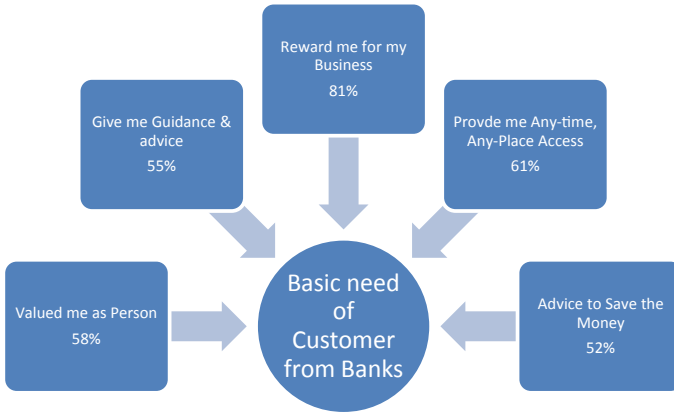 Reward me for my
Business
81%
Give me Guidance &
advice
55%
Provde me Any-time,
Any-Place Access
61%
Valued me as Person
58%
Basic need
of
Customer
from Banks
Advice to Save the
Money
52%